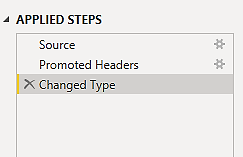 APPLIED STEPS
Source
Promoted Headers
Changed Type